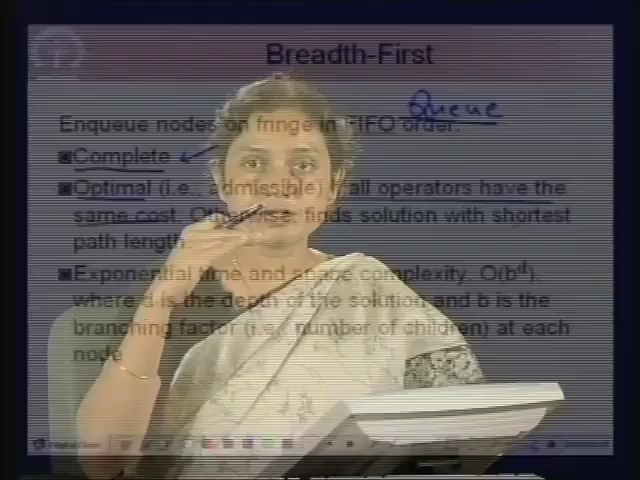 Breadth-First
Queue
Enqueue nodes on fringe in FIFO order.
Complete
Optimal (i.e., admissible) if all operators have the
same cost. Otherwise, finds solution with shortest
path length.
Exponential time and space complexity, O(bd),
where d is the depth of the solution and b is the
branching factor (i.e., number of children) at each
node